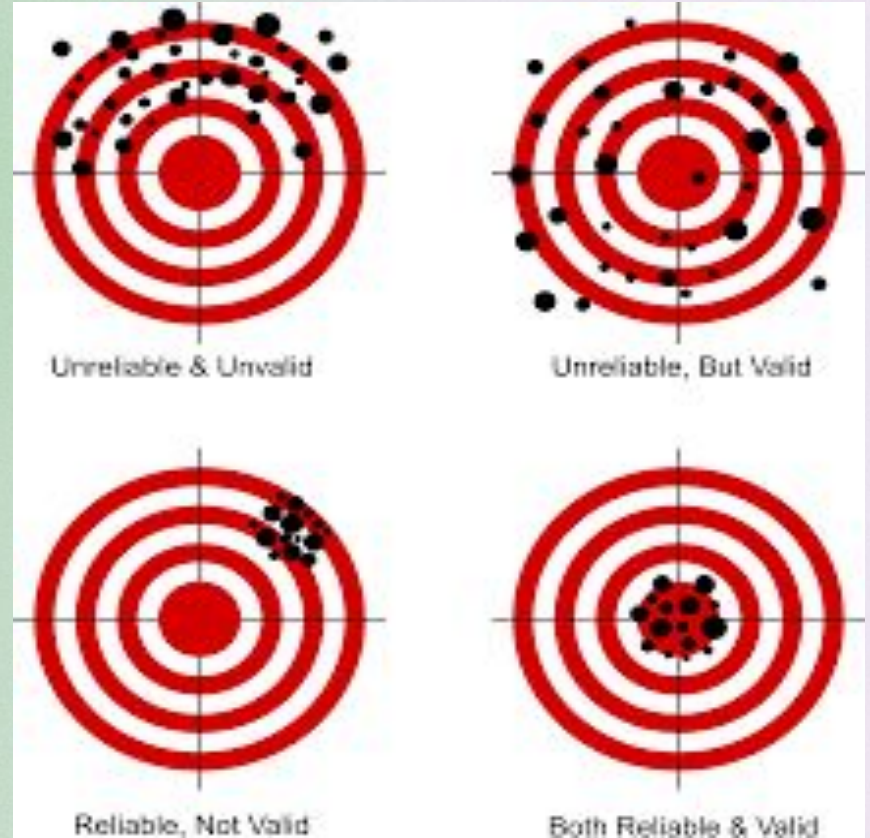 Unreliable & Unvalid
Unreliable, But Valid
Reliable, Not Valid
Both Reliable & Valid